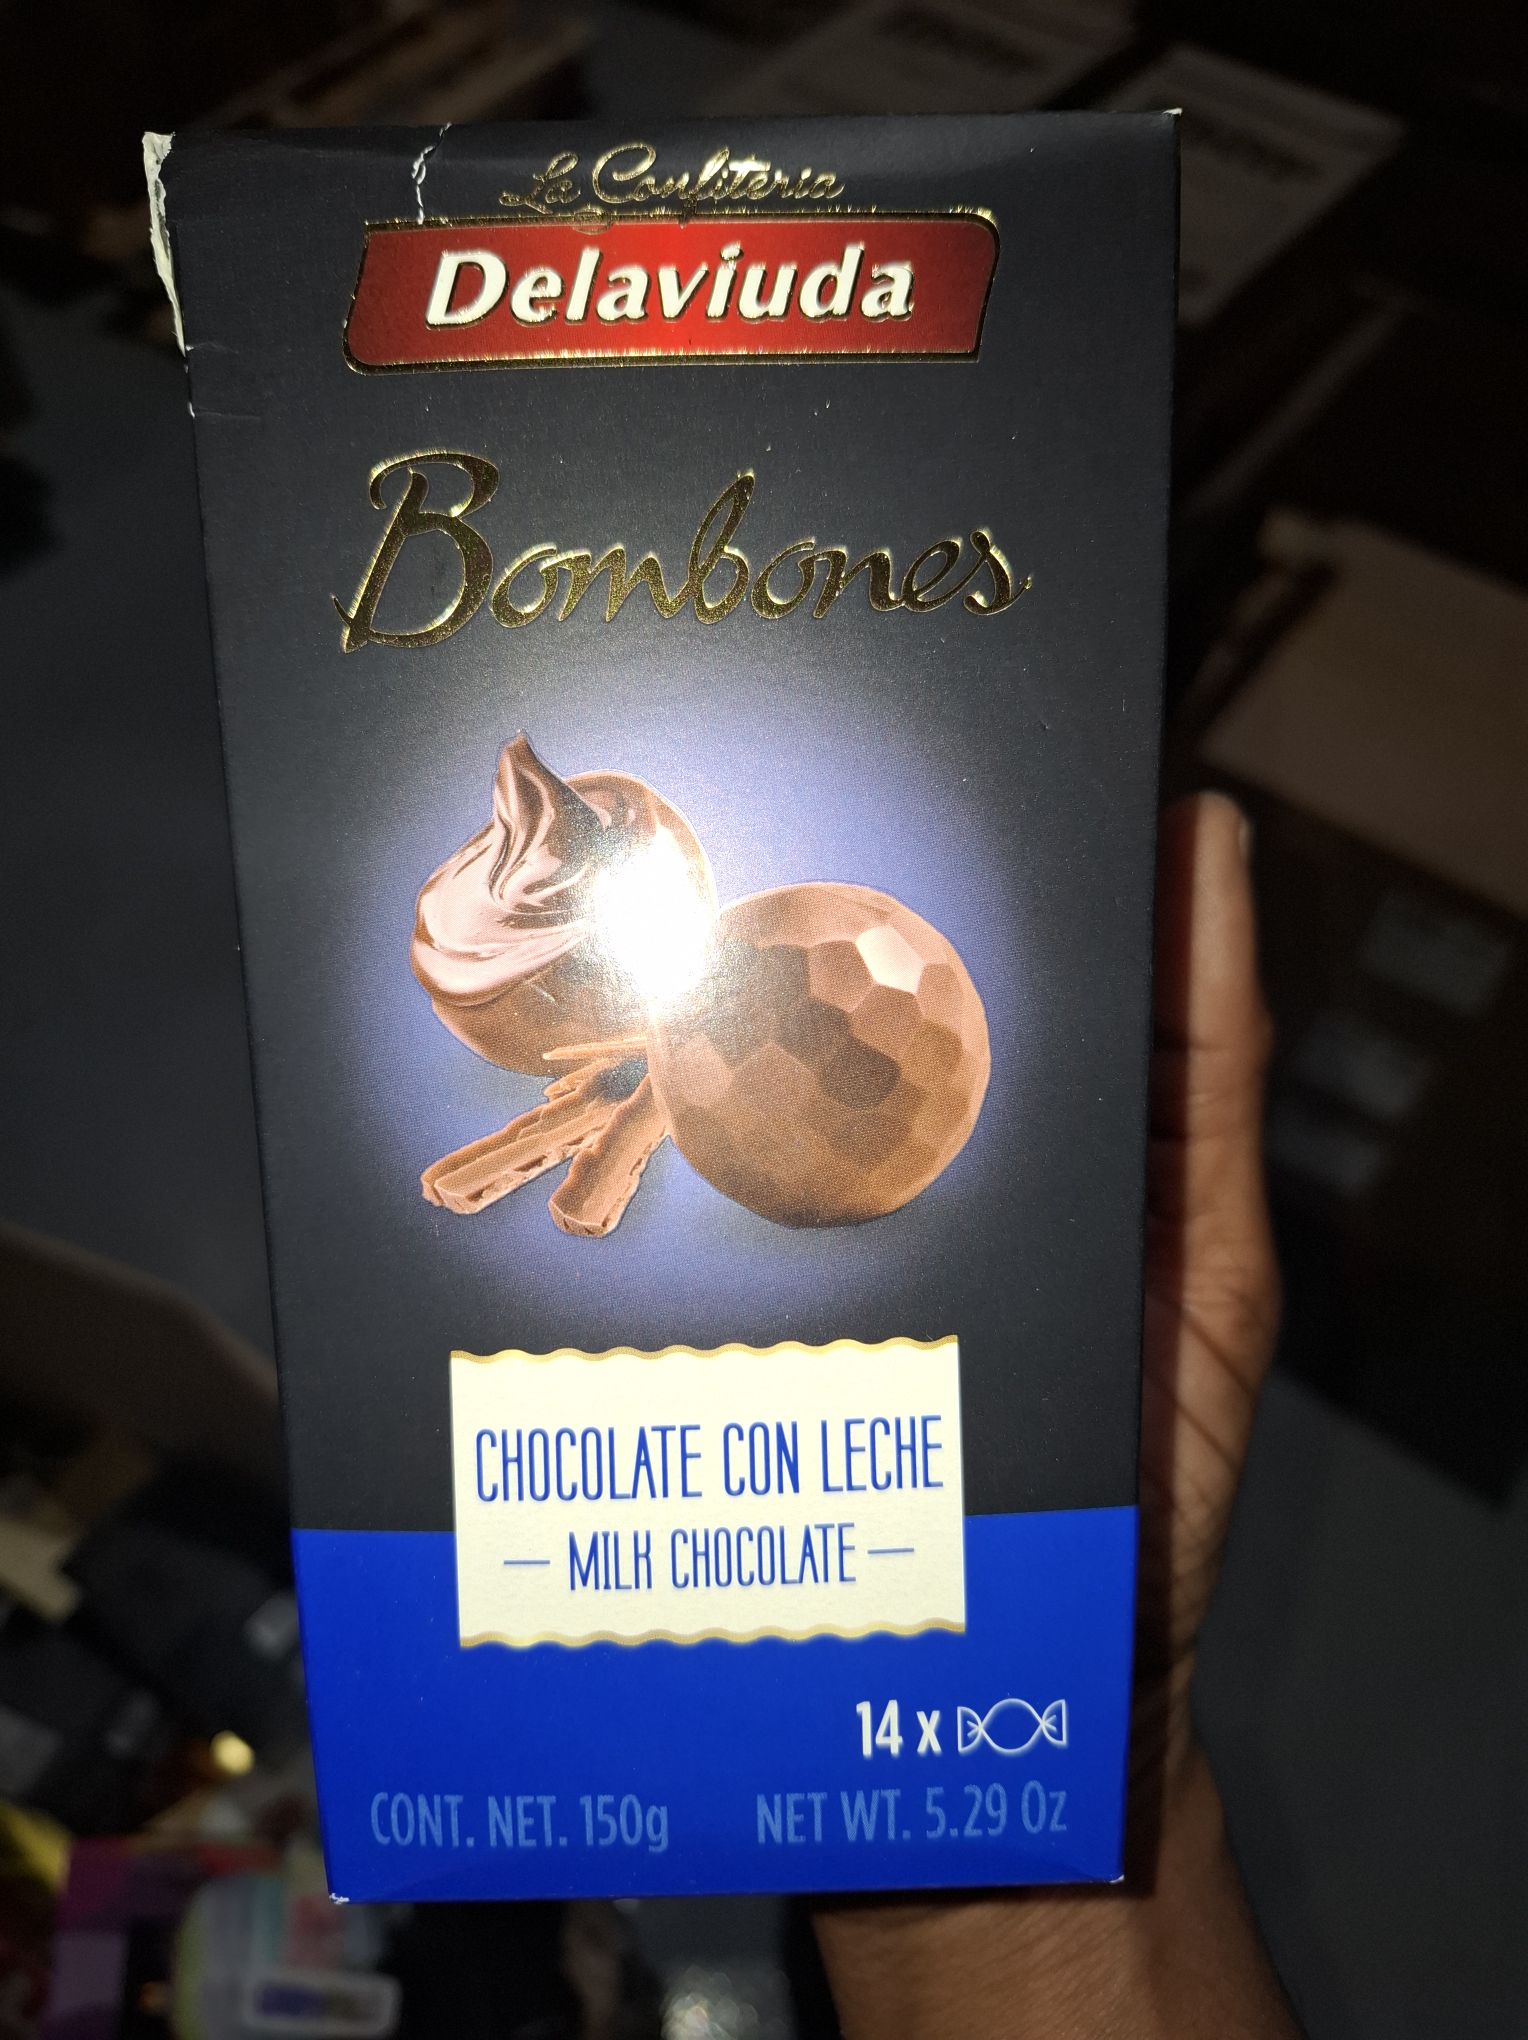 La Confitería
Delaviuda
Bombones
CHOCOLATE CON LECHE
— MILK CHOCOLATE —
14 x
CONT. NET. 150g NET WT. 5.29 Oz